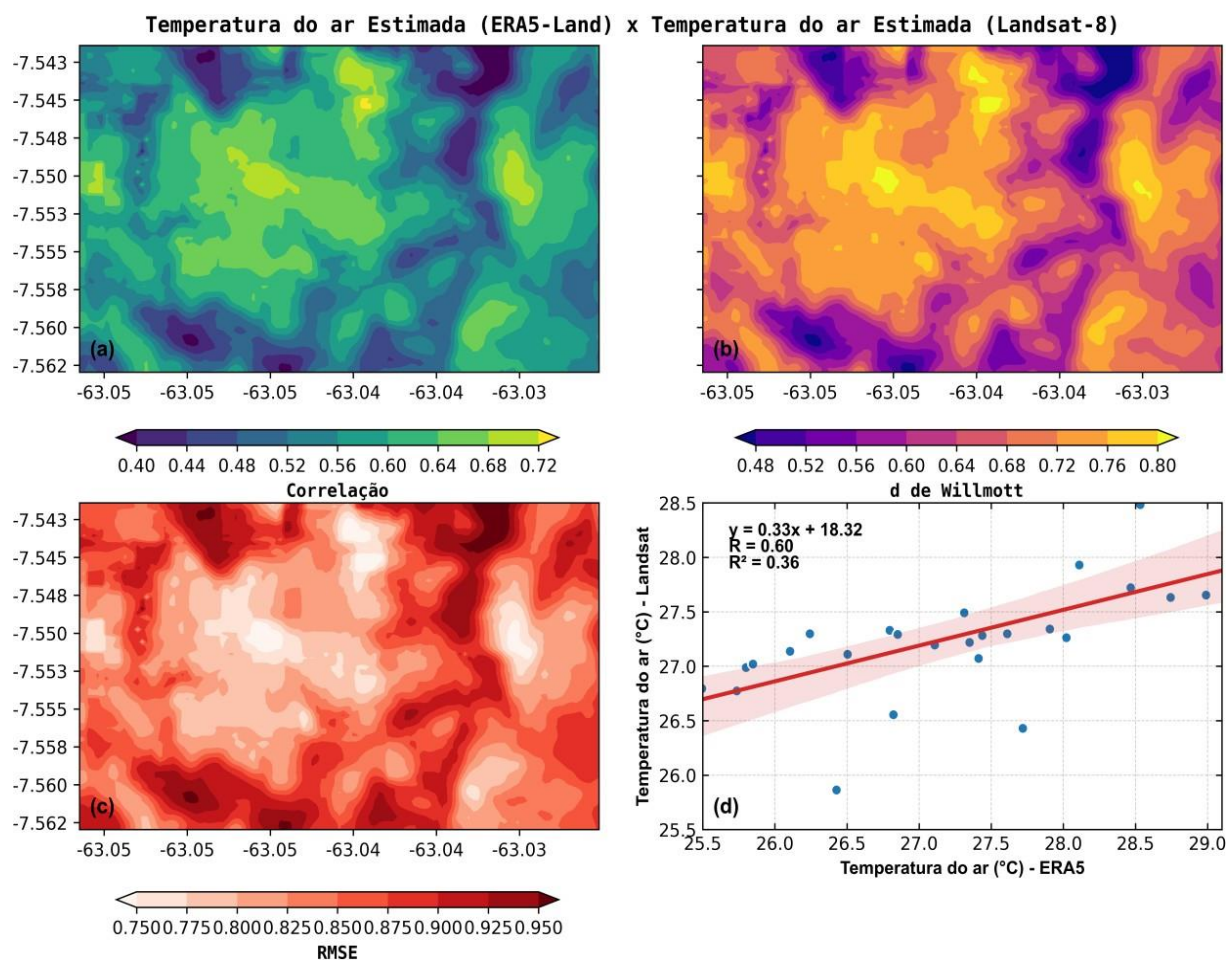 Temperatura do ar Estimada (ERA5-Land) x Temperatura do ar Estimada (Landsat-8)
-7.543
-7.545
-7.548
-7.550
-7.553
-7.555
-7.558
-7.560
-7.562
(a)
-63.05 -63.05 -63.05 -63.04 -63.04 -63.03
0.40 0.44 0.48 0.52 0.56 0.60 0.64 0.68 0.72
Correlação
(b)
-63.05 -63.05 -63.05 -63.04 -63.04 -63.03
0.48 0.52 0.56 0.60 0.64 0.68 0.72 0.76 0.80
d de Willmott
-7.543
-7.545
-7.548
-7.550
-7.553
-7.555
-7.558
-7.560
-7.562
(c)
-63.05 -63.05 -63.05 -63.04 -63.04 -63.03
0.750 0.775 0.800 0.825 0.850 0.875 0.900 0.925 0.950
RMSE
Temperatura do ar (°C) - Landsat
28.5
28.0
27.5
27.0
26.5
26.0
25.5
y = 0.33x + 18.32
R = 0.60
R² = 0.36
(d)
25.5 26.0 26.5 27.0 27.5 28.0 28.5 29.0
Temperatura do ar (°C) - ERA5